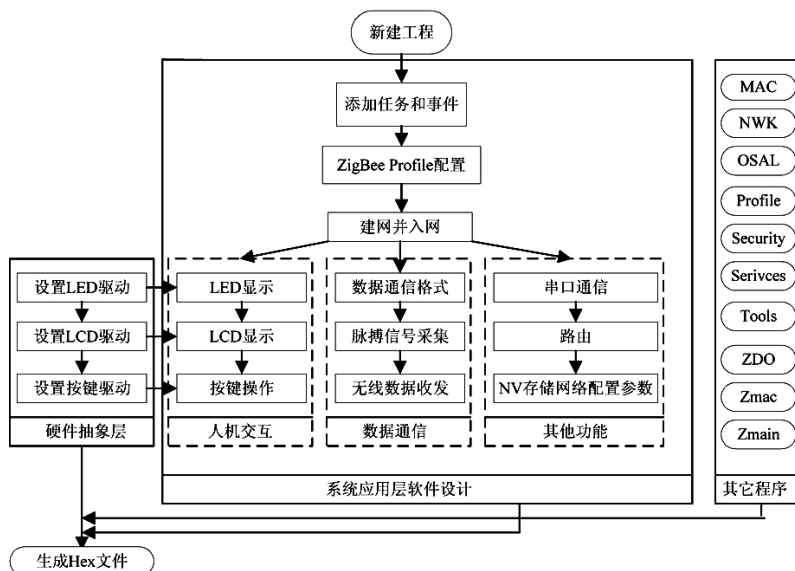 新建工程
添加任务和事件
ZigBee Profile配置
建网并入网
设置LED驱动
设置LCD驱动
设置按键驱动
硬件抽象层
LED显示
LCD显示
按键操作
人机交互
数据通信格式
脉搏信号采集
无线数据收发
数据通信
串口通信
路由
NV存储网络配置参数
其他功能
系统应用层软件设计
MAC
NWK
OSAL
Profile
Security
Serivces
Tools
ZDO
Zmac
Zmain
其它程序
生成Hex文件